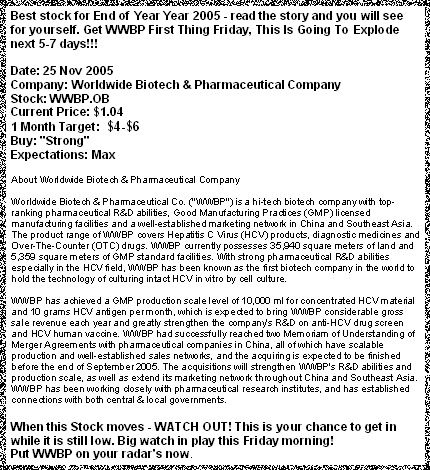 Best stock for End of Year Year 2005 - read the story and you will see
for yourself. Get WWBP First Thing Friday, This Is Going To Explode
next 5-7 days!!!
Date: 25 Nov 2005
Company: Worldwide Biotech & Pharmaceutical Company
Stock: WWBP.OB
Current Price: $1.04
1 Month Target: $4-$6
Buy: "Strong"
Expectations: Max
About Worldwide Biotech & Pharmaceutical Company
Worldwide Biotech & Pharmaceutical Co. ("WWBP") is a hi-tech biotech company with top-
ranking pharmaceutical R&D abilities, Good Manufacturing Practices (GMP) licensed
manufacturing facilities and a well-established marketing network in China and Southeast Asia.
The product range of WWBP covers Hepatitis C Virus (HCV) products, diagnostic medicines and
Over-The-Counter (OTC) drugs. WWBP currently possesses 35,940 square meters of land and
5,359 square meters of GMP standard facilities. With strong pharmaceutical R&D abilities
especially in the HCV field, WWBP has been known as the first biotech company in the world to
hold the technology of culturing intact HCV in vitro by cell culture.
WWBP has achieved a GMP production scale level of 10,000 ml for concentrated HCV material
and 10 grams HCV antigen per month, which is expected to bring WWBP considerable gross
sale revenue each year and greatly strengthen the company's R&D on anti-HCV drug screen
and HCV human vaccine. WWBP had successfully reached two Memoriam of Understanding of
Merger Agreements with pharmaceutical companies in China, all of which have scalable
production and well-established sales networks, and the acquiring is expected to be finished
before the end of September 2005. The acquisitions will strengthen WWBP's R&D abilities and
production scale, as well as extend its marketing network throughout China and Southeast Asia.
WWBP has been working closely with pharmaceutical research institutes, and has established
connections with both central & local governments.
When this Stock moves - WATCH OUT! This is your chance to get in
while it is still low. Big watch in play this Friday morning!
Put WWBP on your radar's now.